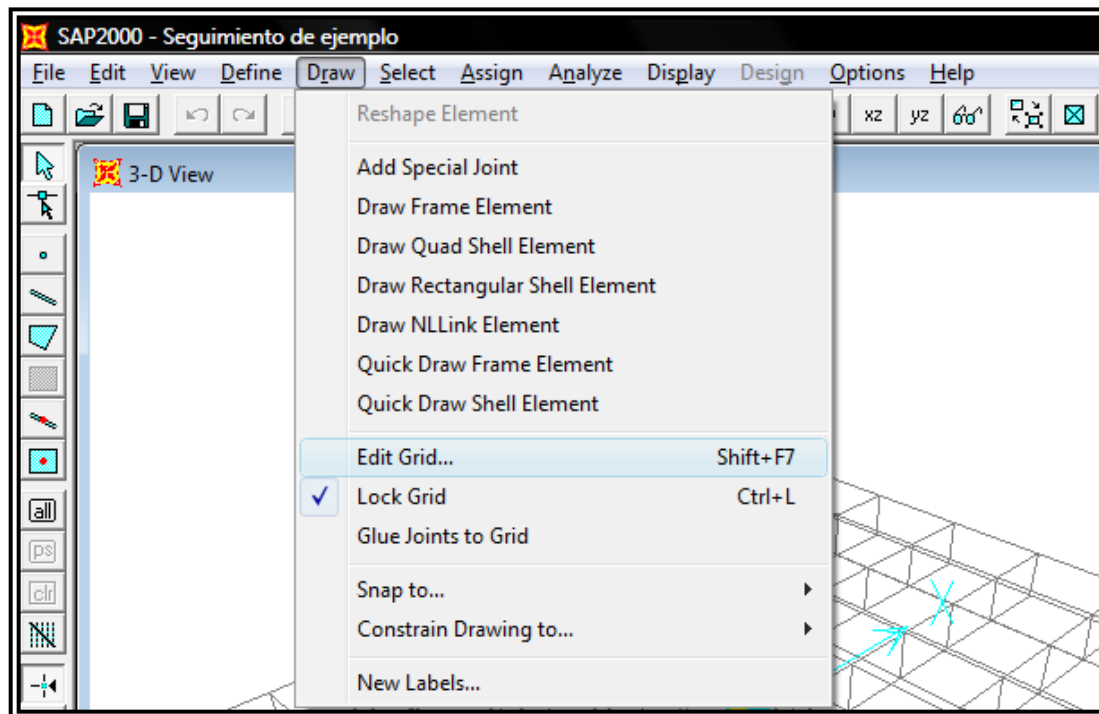 SAP2000 - Seguimiento de ejemplo
File Edit View Define Draw Select Assign Analyze Display Design Options Help
xz yz
3-D View
Reshape Element
Add Special Joint
Draw Frame Element
Draw Quad Shell Element
Draw Rectangular Shell Element
Draw NLLink Element
Quick Draw Frame Element
Quick Draw Shell Element
Edit Grid... Shift+F7
Lock Grid Ctrl+L
Glue Joints to Grid
Snap to...
Constrain Drawing to...
New Labels...
all
ps
clr
X